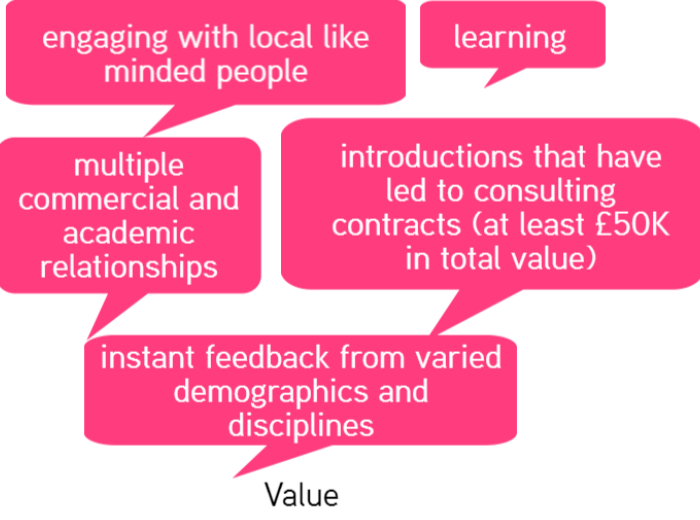 engaging with local like
minded people
learning
multiple
commercial and
academic
relationships
introductions that have
led to consulting
contracts (at least £50K
in total value)
instant feedback from varied
demographics and
disciplines
Value